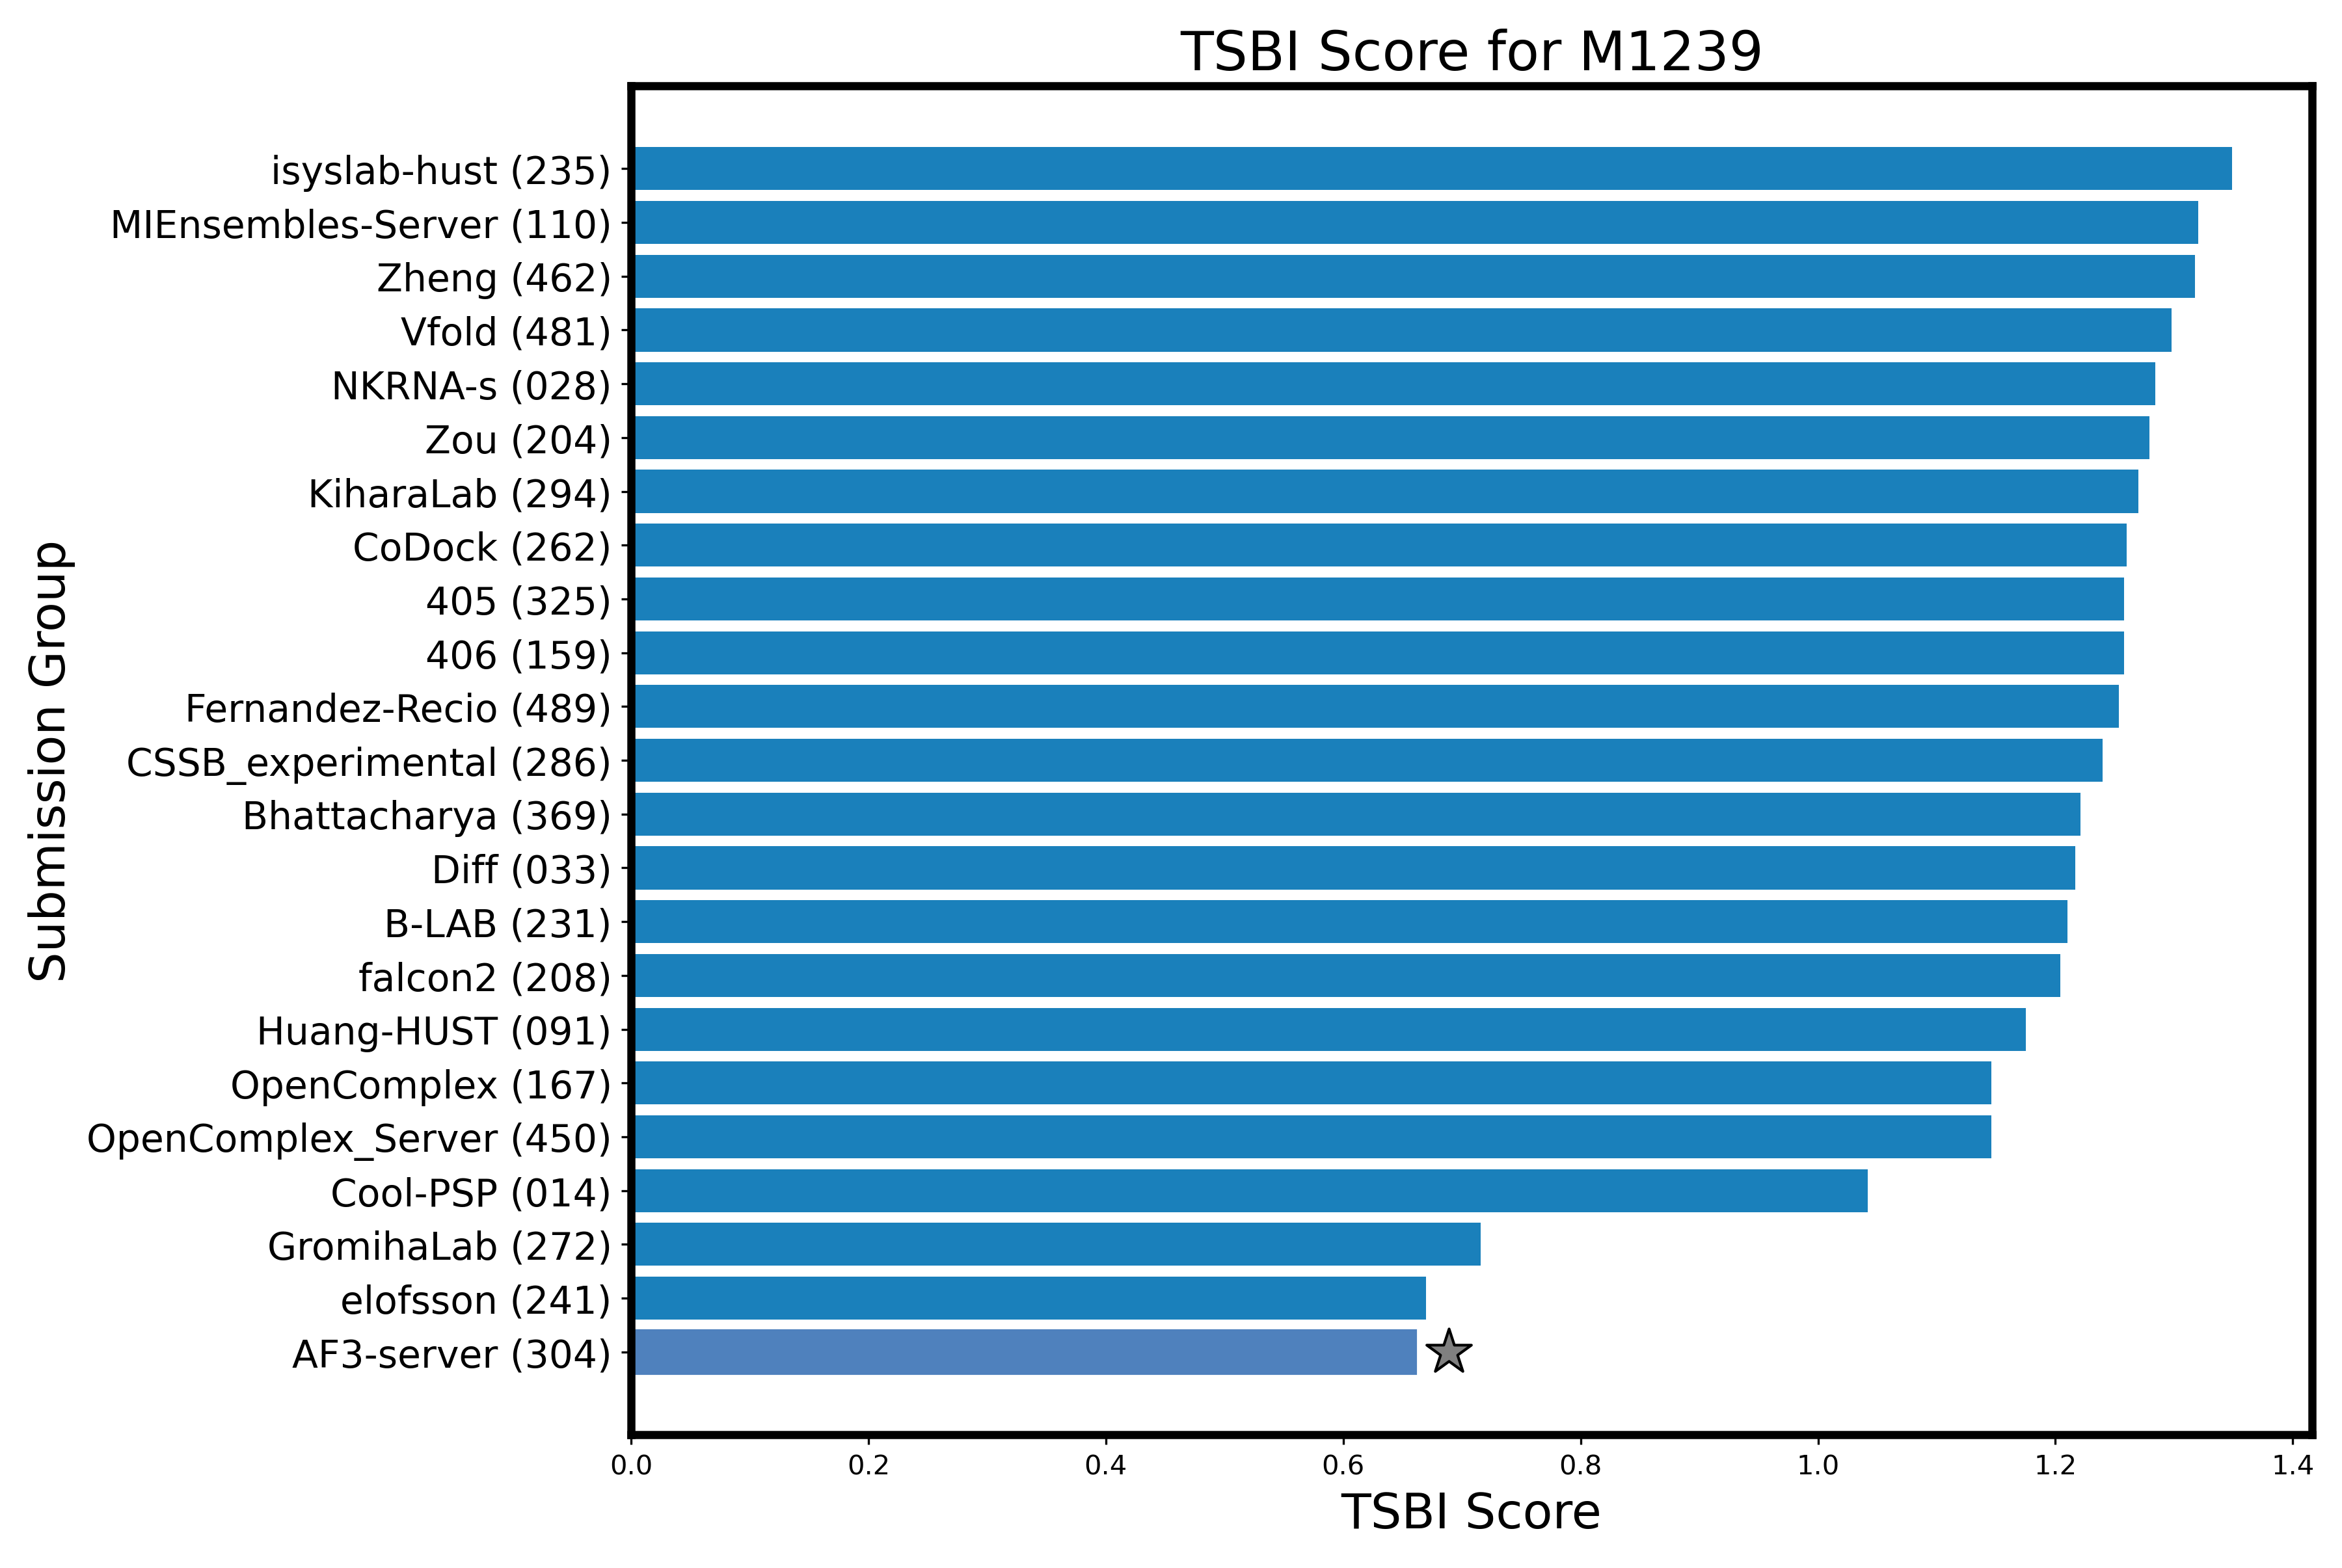 TSBI Score for M1239
Submission Group
isyslab-hust (235)
MIEnsembles-Server (110)
Zheng (462)
Vfold (481)
NKRNA-s (028)
Zou (204)
KiharaLab (294)
CoDock (262)
405 (325)
406 (159)
Fernandez-Recio (489)
CSSB_experimental (286)
Bhattacharya (369)
Diff (033)
B-LAB (231)
falcon2 (208)
Huang-HUST (091)
OpenComplex (167)
OpenComplex_Server (450)
Cool-PSP (014)
GromihaLab (272)
elofsson (241)
AF3-server (304)
0.0 0.2 0.4 0.6 0.8 1.0 1.2 1.4
TSBI Score